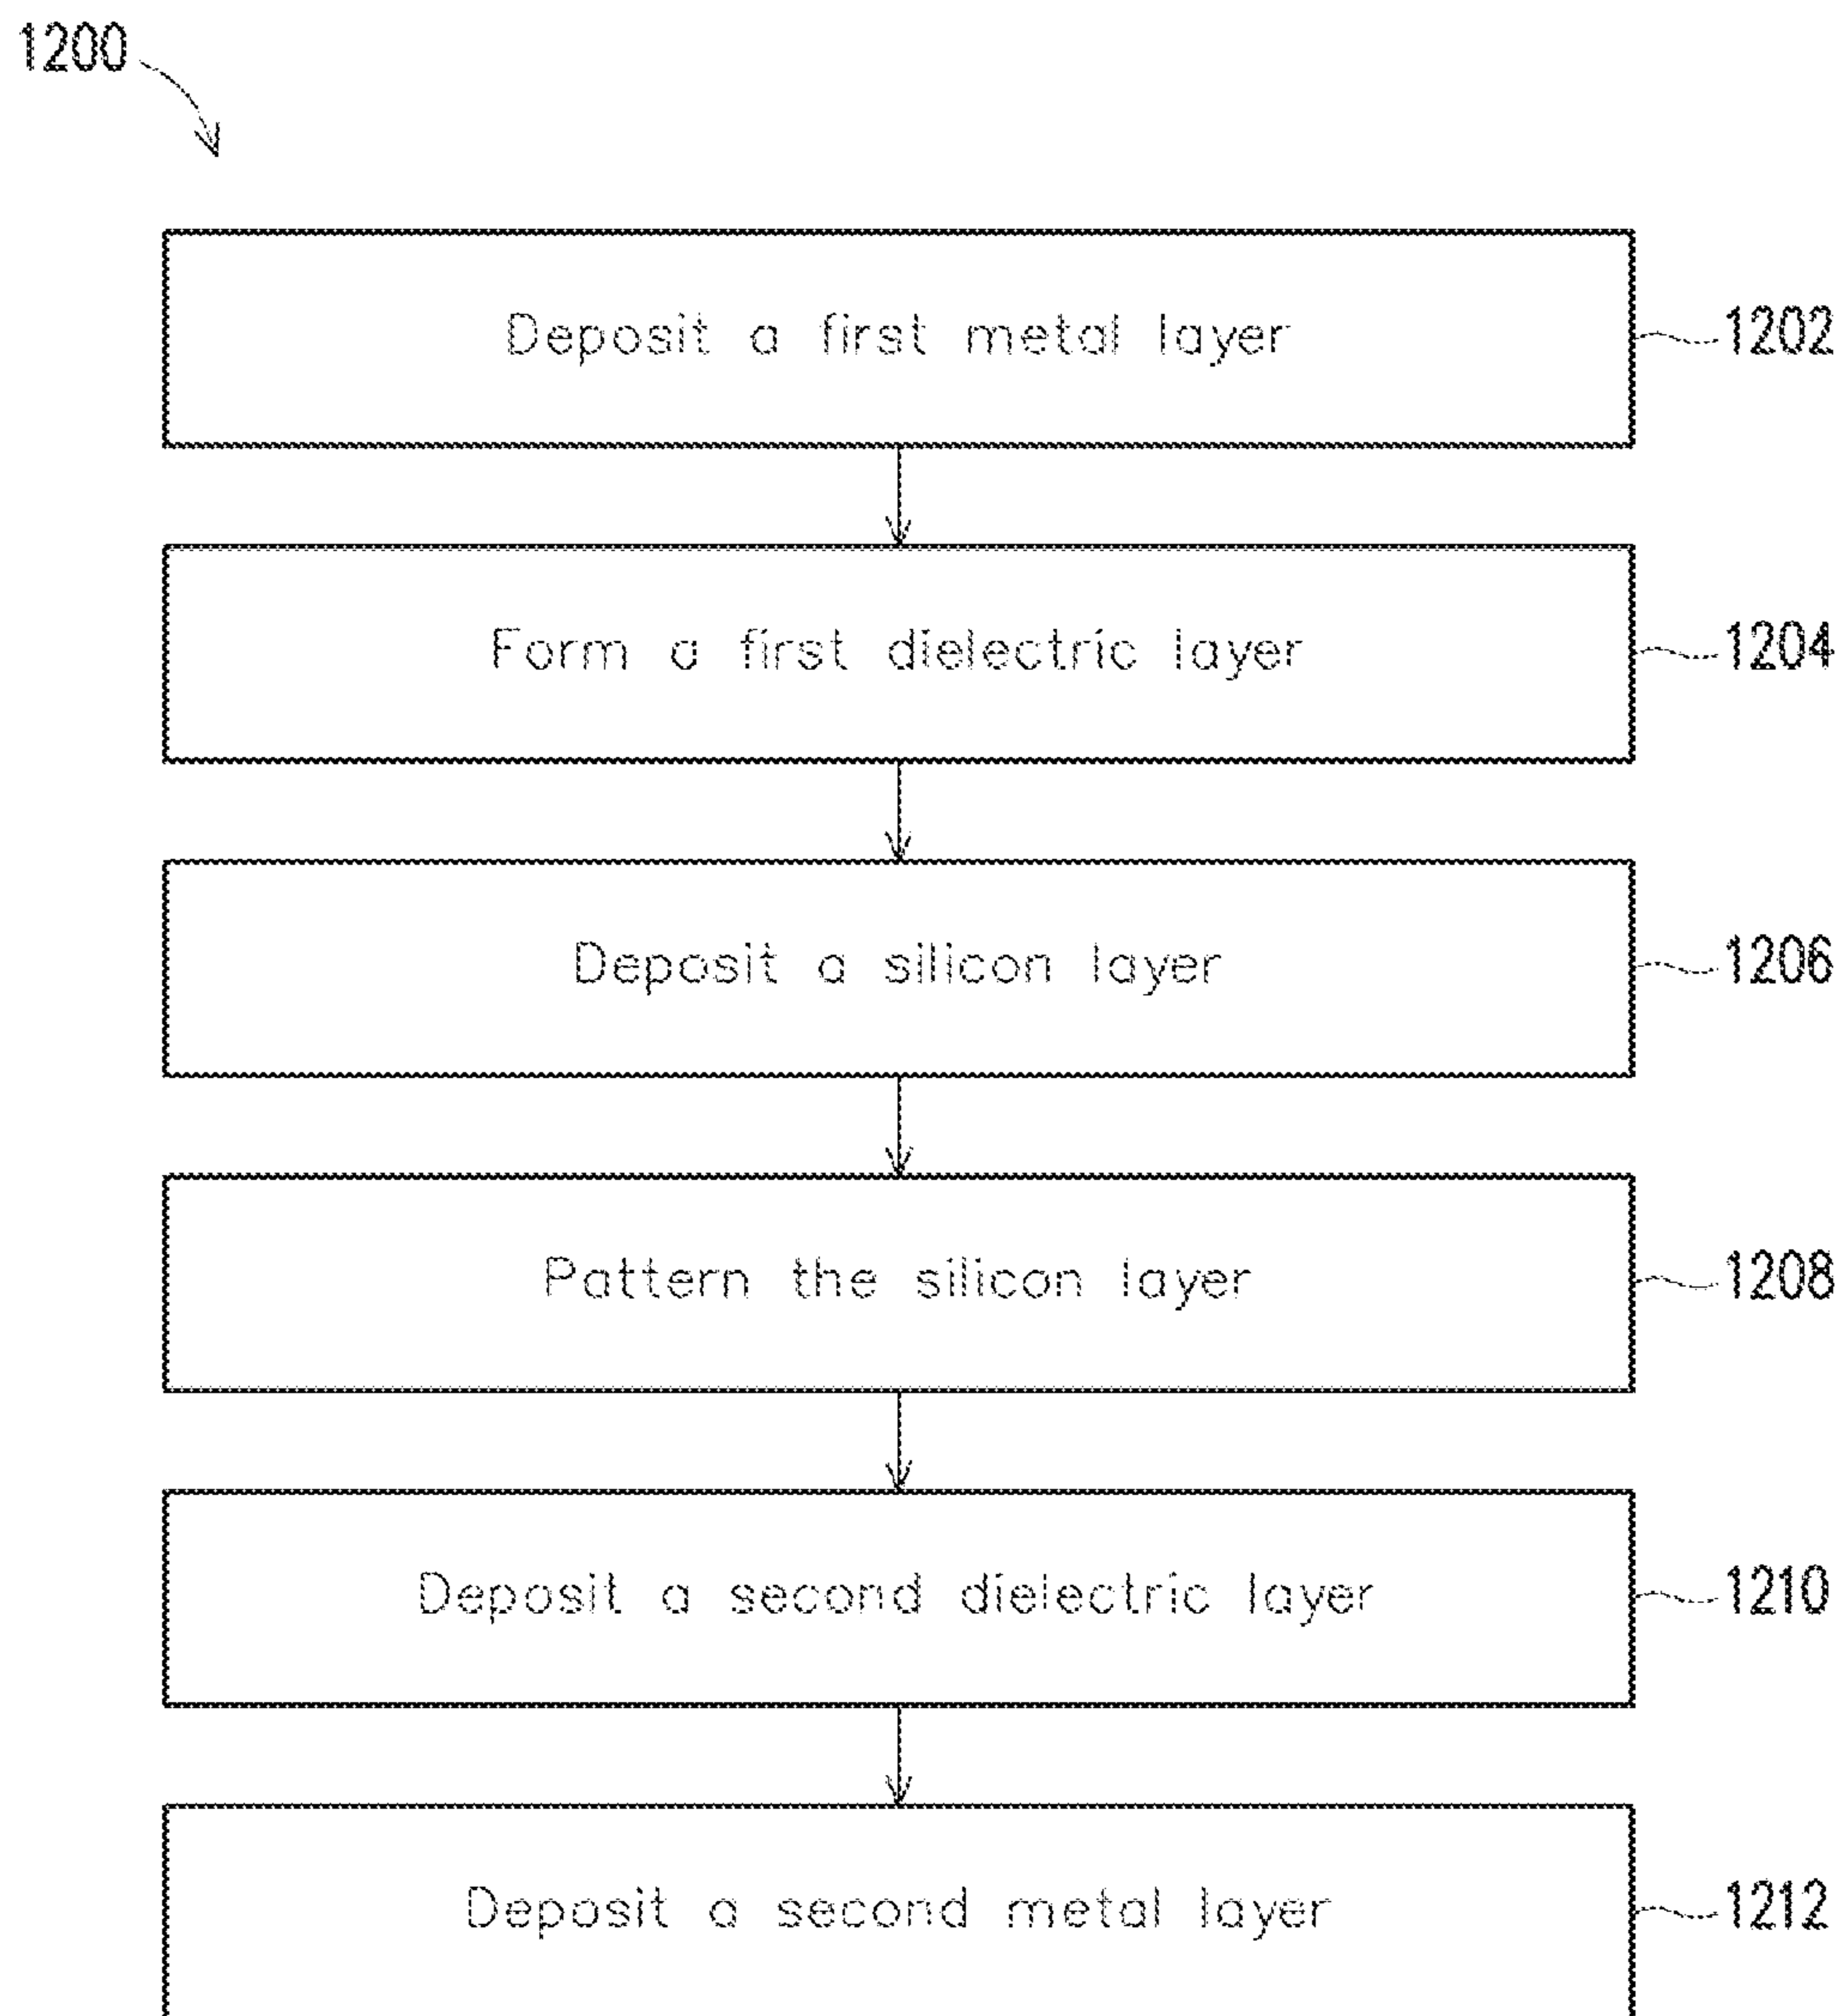 1200
Deposit a first metal layer 1202
Form a first dielectric layer 1204
Deposit a silicon layer 1206
Pattern the silicon layer 1208
Deposit a second dielectric layer 1210
Deposit a second metal layer 1212